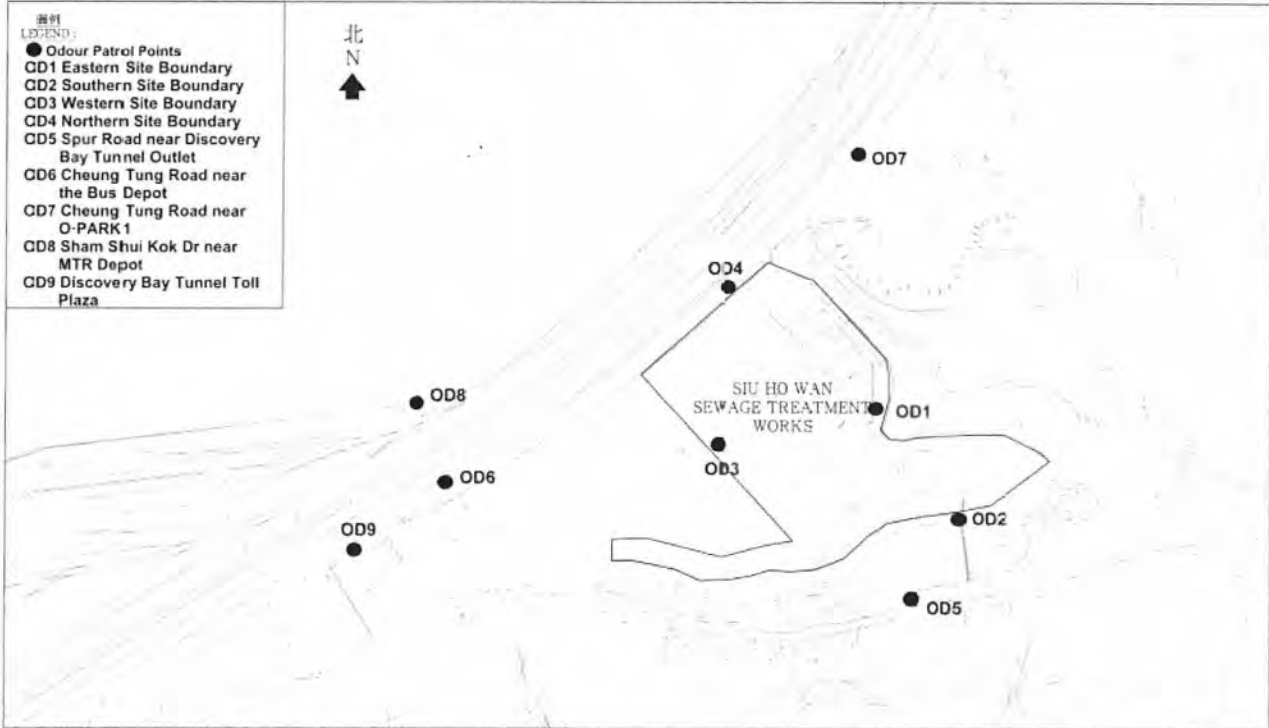 圖例
LEGEND:
Odour Patrol Points
OD1 Eastern Site Boundary
OD2 Southern Site Boundary
OD3 Western Site Boundary
OD4 Northern Site Boundary
OD5 Spur Road near Discovery
Bay Tunnel Outlet
OD6 Cheung Tung Road near
the Bus Depot
OD7 Cheung Tung Road near
O-PARK1
OD8 Sham Shui Kok Dr near
MTR Depot
OD9 Discovery Bay Tunnel Toll
Plaza
北
N
OD7
OD4
OD8
SIU HO WAN
SEWAGE TREATMENT
WORKS
OD1
OD3
OD6
OD2
OD9
OD5